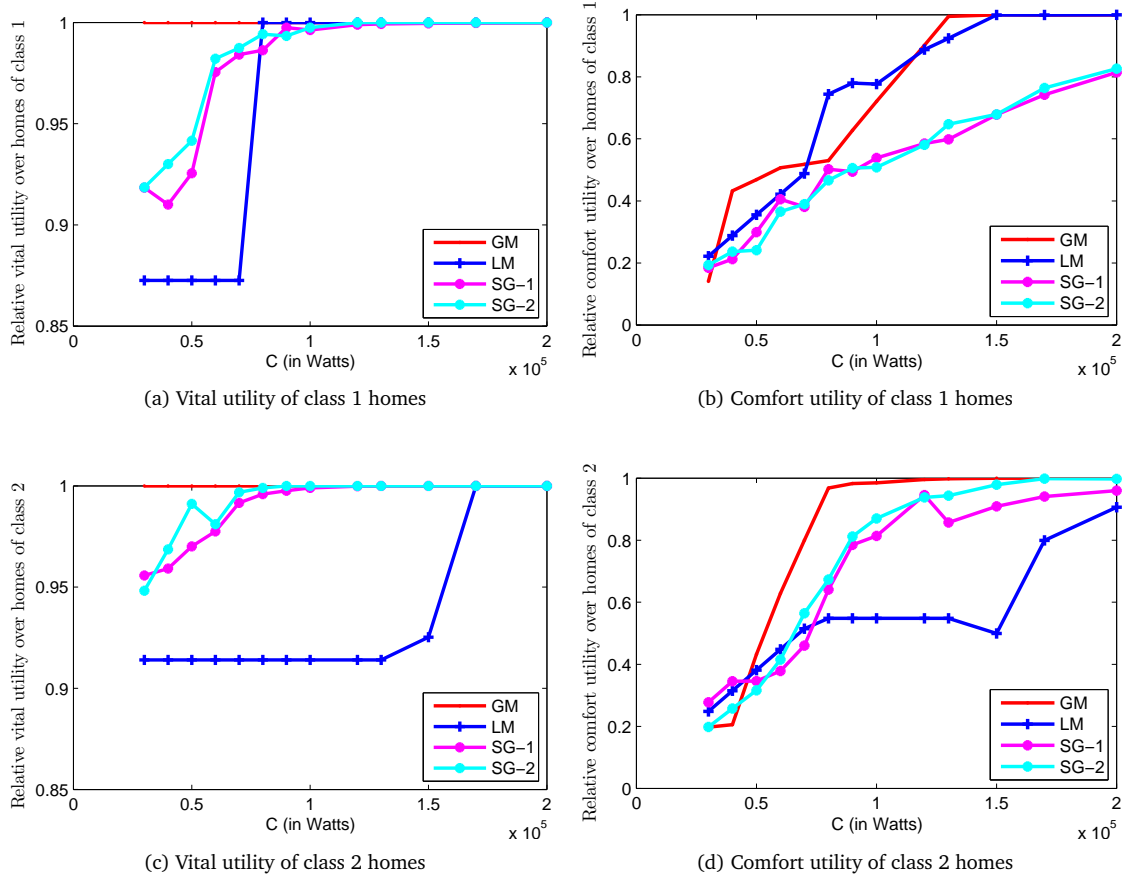 Relative vital utility over homes of class 1
1
0.95
0.9
0.85
0
0.5
1
1.5
2
x 10^5
C (in Watts)
GM
LM
SG-1
SG-2
(a) Vital utility of class 1 homes
Relative comfort utility over homes of class 1
1
0.8
0.6
0.4
0.2
0
0
0.5
1
1.5
2
x 10^5
C (in Watts)
GM
LM
SG-1
SG-2
(b) Comfort utility of class 1 homes
Relative vital utility over homes of class 2
1
0.95
0.9
0.85
0
0.5
1
1.5
2
x 10^5
C (in Watts)
GM
LM
SG-1
SG-2
(c) Vital utility of class 2 homes
Relative comfort utility over homes of class 2
1
0.8
0.6
0.4
0.2
0
0
0.5
1
1.5
2
x 10^5
C (in Watts)
GM
LM
SG-1
SG-2
(d) Comfort utility of class 2 homes